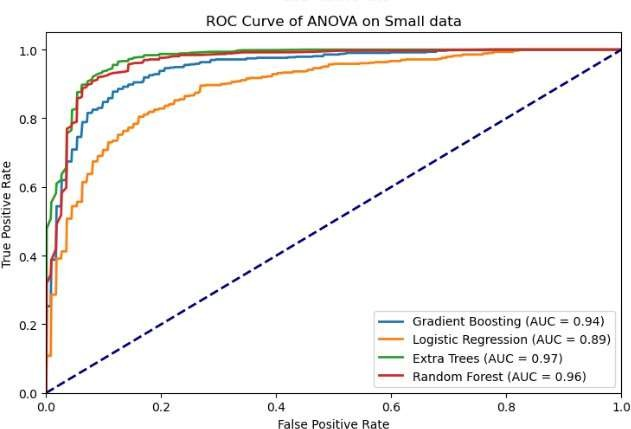 ROC Curve of ANOVA on Small data
True Positive Rate
1.0
0.8
0.6
0.4
0.2
0.0
Gradient Boosting (AUC = 0.94)
Logistic Regression (AUC = 0.89)
Extra Trees (AUC = 0.97)
Random Forest (AUC = 0.96)
0.0 0.2 0.4 0.6 0.8 1.0
False Positive Rate